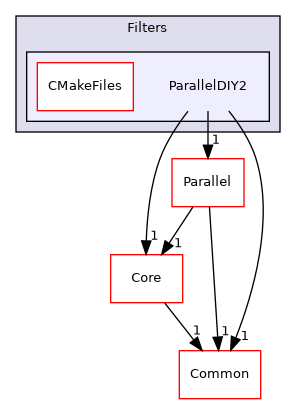 Filters
CMakeFiles
ParallelDIY2
1
Parallel
1
1
Core
1
1
1
Common